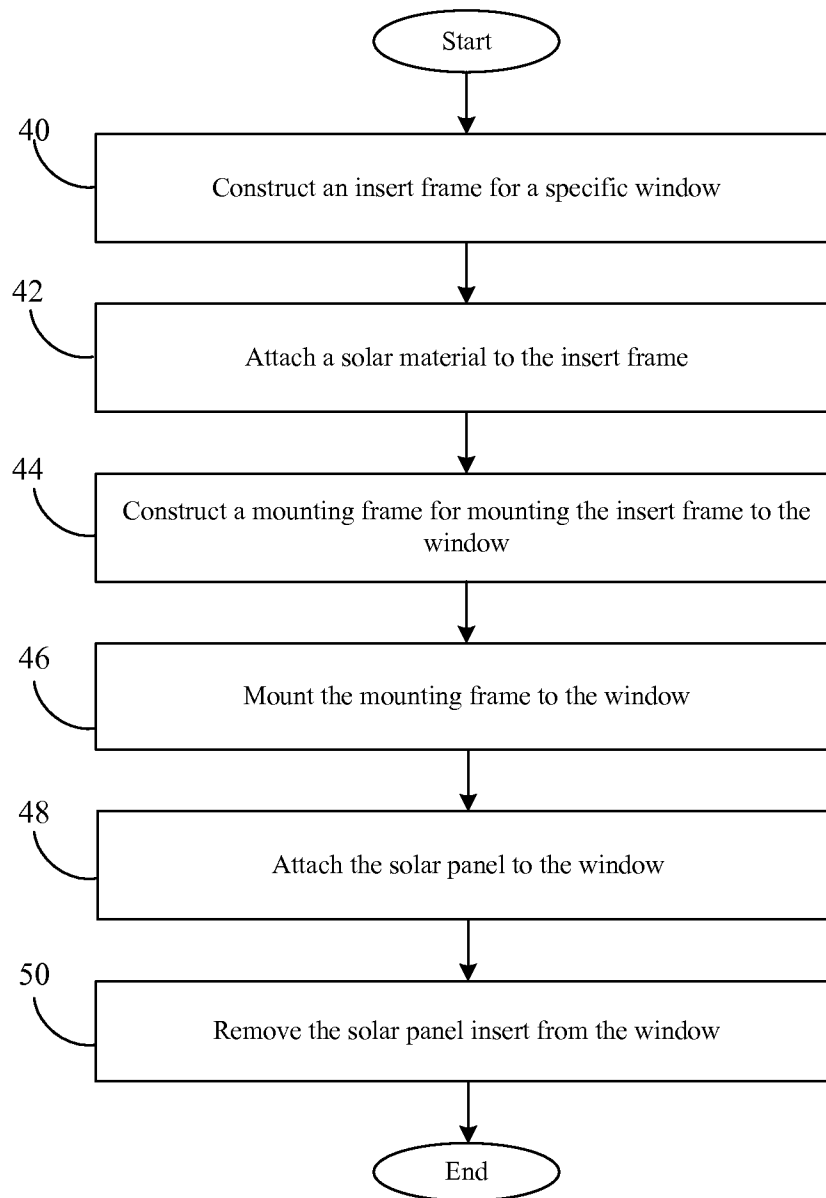 Start
40
Construct an insert frame for a specific window
42
Attach a solar material to the insert frame
44
Construct a mounting frame for mounting the insert frame to the
window
46
Mount the mounting frame to the window
48
Attach the solar panel to the window
50
Remove the solar panel insert from the window
End